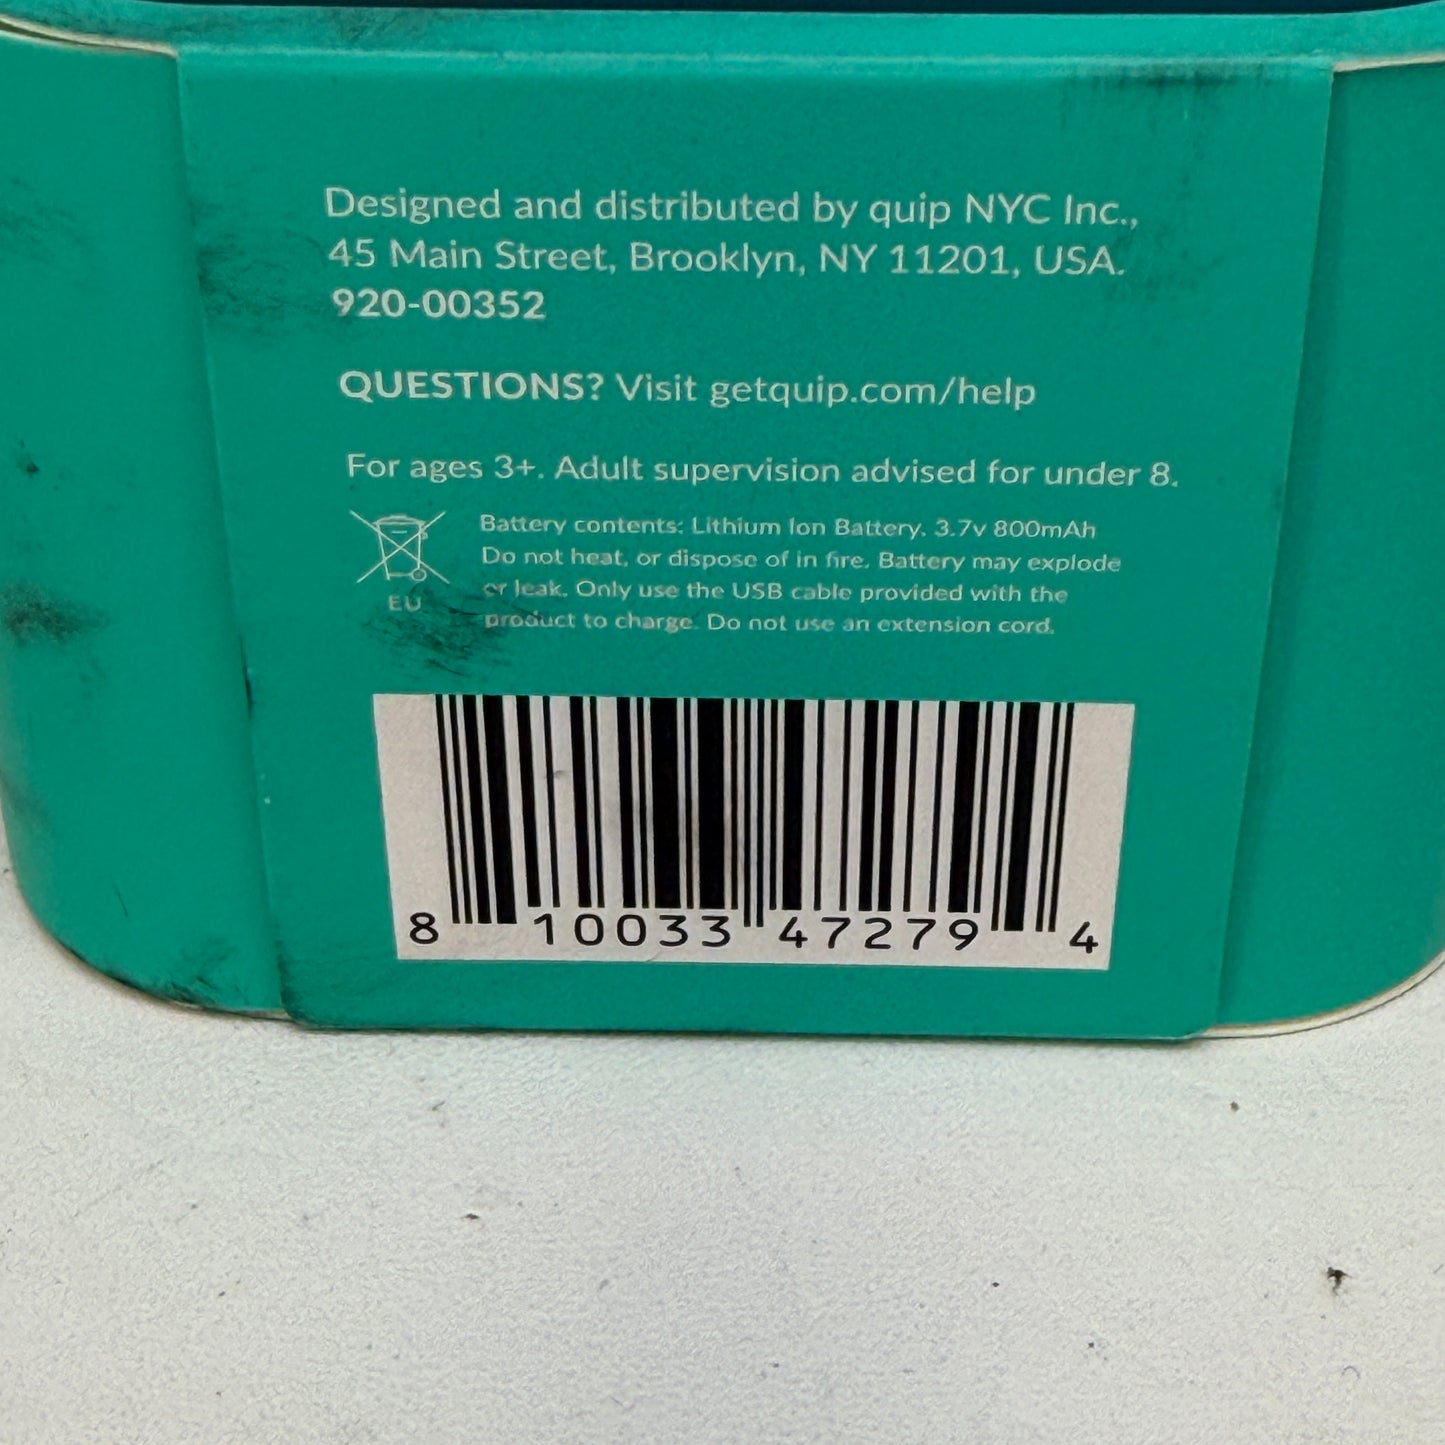 Designed and distributed by quip NYC Inc.,
45 Main Street, Brooklyn, NY 11201, USA.
920-00352
QUESTIONS? Visit getquip.com/help
For ages 3+. Adult supervision advised for under 8.
EU
Battery contents: Lithium Ion Battery, 3.7v 800mAh
Do not heat, or dispose of in fire. Battery may explode
or leak. Only use the USB cable provided with the
product to charge. Do not use an extension cord.
8 10033 47279 4